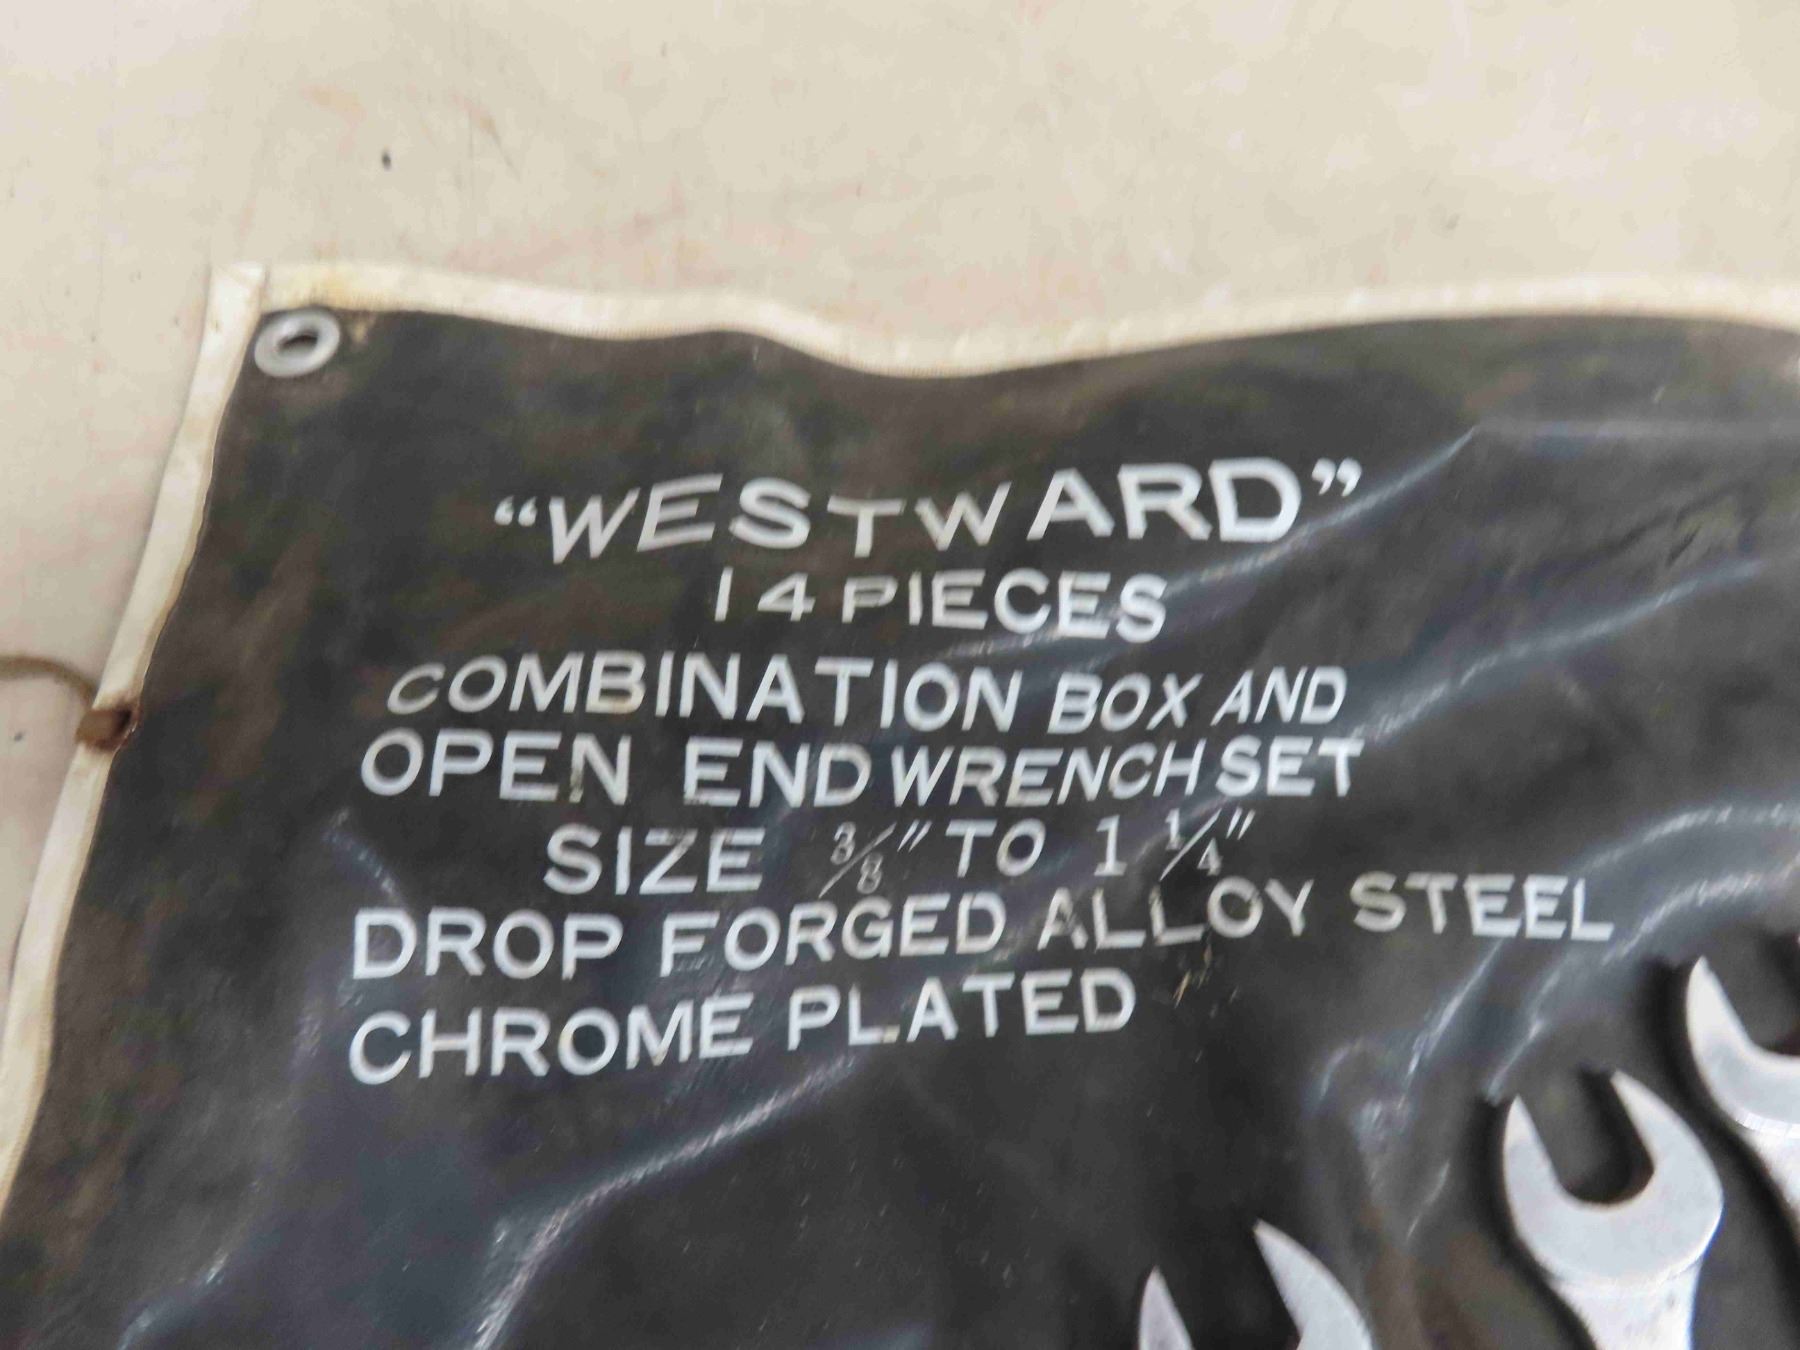 “WESTWARD”
14 PIECES
COMBINATION BOX AND
OPEN END WRENCH SET
SIZE 3/8" TO 1 1/4"
DROP FORGED ALLOY STEEL
CHROME PLATED